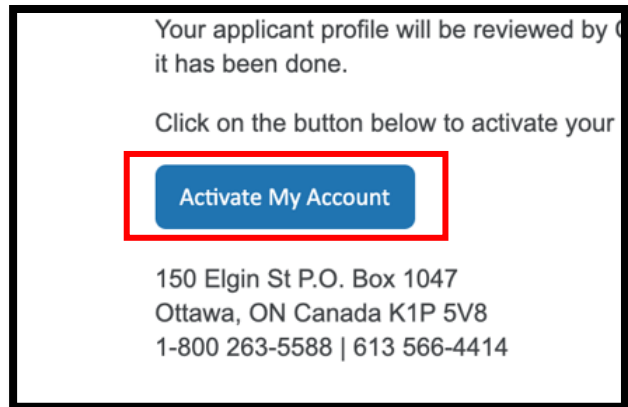 Your applicant profile will be reviewed by
it has been done.
Click on the button below to activate your
Activate My Account
150 Elgin St P.O. Box 1047
Ottawa, ON Canada K1P 5V8
1-800 263-5588 | 613 566-4414